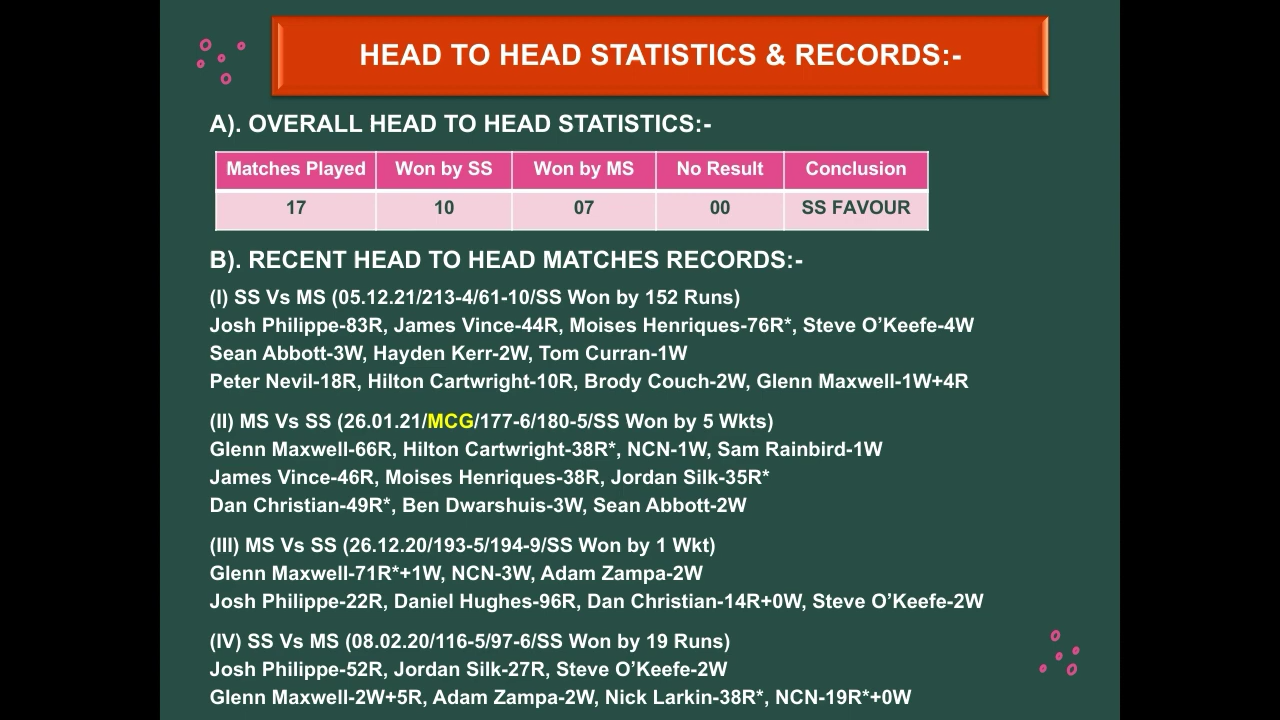 HEAD TO HEAD STATISTICS & RECORDS:-
A). OVERALL HEAD TO HEAD STATISTICS:-
Matches Played Won by SS Won by MS No Result Conclusion
17 10 07 00 SS FAVOUR
B). RECENT HEAD TO HEAD MATCHES RECORDS:-
(I) SS Vs MS (05.12.21/213-4/61-10/SS Won by 152 Runs)
Josh Philippe-83R, James Vince-44R, Moises Henriques-76R*, Steve O’Keefe-4W
Sean Abbott-3W, Hayden Kerr-2W, Tom Curran-1W
Peter Nevil-18R, Hilton Cartwright-10R, Brody Couch-2W, Glenn Maxwell-1W+4R
(II) MS Vs SS (26.01.21/MCG/177-6/180-5/SS Won by 5 Wkts)
Glenn Maxwell-66R, Hilton Cartwright-38R*, NCN-1W, Sam Rainbird-1W
James Vince-46R, Moises Henriques-38R, Jordan Silk-35R*
Dan Christian-49R*, Ben Dwarshuis-3W, Sean Abbott-2W
(III) MS Vs SS (26.12.20/193-5/194-9/SS Won by 1 Wkt)
Glenn Maxwell-71R*+1W, NCN-3W, Adam Zampa-2W
Josh Philippe-22R, Daniel Hughes-96R, Dan Christian-14R+0W, Steve O’Keefe-2W
(IV) SS Vs MS (08.02.20/116-5/97-6/SS Won by 19 Runs)
Josh Philippe-52R, Jordan Silk-27R, Steve O’Keefe-2W
Glenn Maxwell-2W+5R, Adam Zampa-2W, Nick Larkin-38R*, NCN-19R*+0W